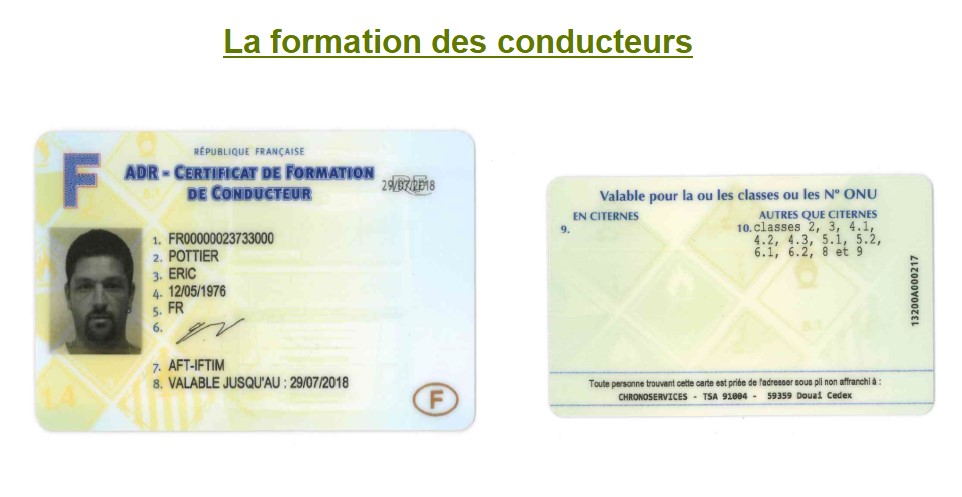 La formation des conducteurs
RÉPUBLIQUE FRANÇAISE
F
ADR - CERTIFICAT DE FORMATION
DE CONDUCTEUR
29/07/2018
1. FR00000023733000
2. POTTIER
3. ERIC
4. 12/05/1976
5. FR
6.
7. AFT-IFTIM
8. VALABLE JUSQU'AU : 29/07/2018
F
1.4
Valable pour la ou les classes ou les N° ONU
EN CITERNES
9.
AUTRES QUE CITERNES
10. classes 2, 3, 4.1,
4.2, 4.3, 5.1, 5.2,
6.1, 6.2, 8 et 9
13200A000217
Toute personne trouvant cette carte est priée de l'adresser sous pli non affranchi à :
CHRONOSERVICES - TSA 91004 - 59359 Douai Cedex